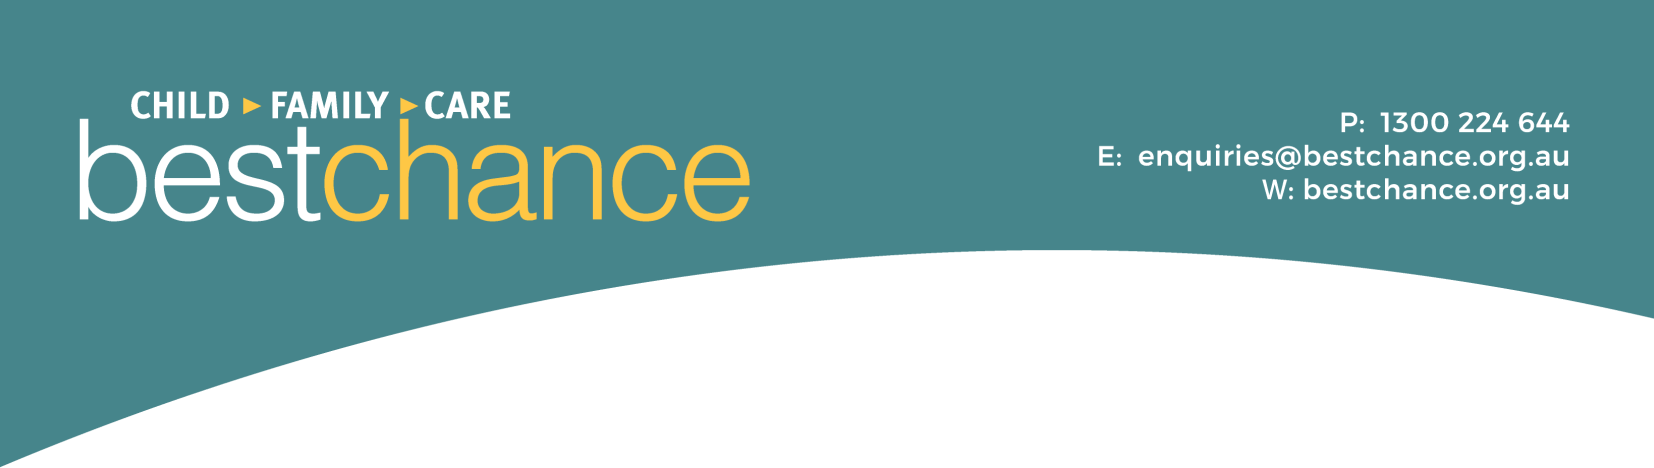 CHILD ▸ FAMILY ▸ CARE
bestchance
P: 1300 224 644
E: enquiries@bestchance.org.au
W: bestchance.org.au